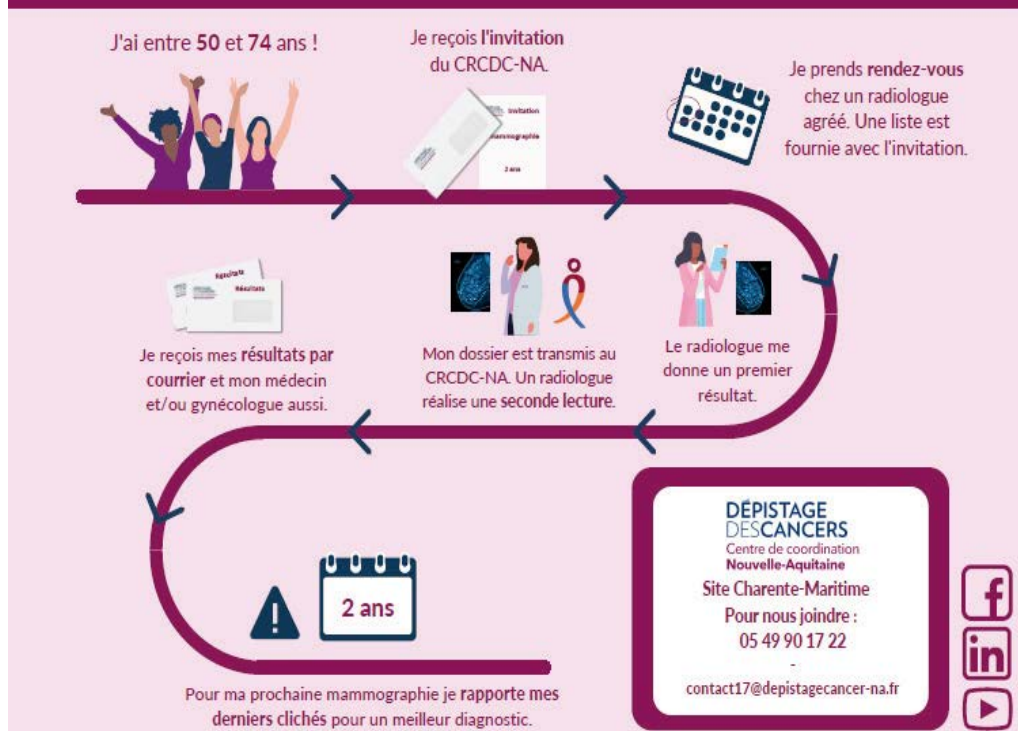 J'ai entre 50 et 74 ans !
Je reçois l'invitation
du CRCDC-NA.
Invitation
mammographie
2 ans
Je prends rendez-vous
chez un radiologue
agréé. Une liste est
fournie avec l'invitation.
Le radiologue me
donne un premier
résultat.
Mon dossier est transmis au
CRCDC-NA. Un radiologue
réalise une seconde lecture.
Résultats
Résultats
Je reçois mes résultats par
courrier et mon médecin
et/ou gynécologue aussi.
2 ans
Pour ma prochaine mammographie je rapporte mes
derniers clichés pour un meilleur diagnostic.
DÉPISTAGE
DESCANCERS
Centre de coordination
Nouvelle-Aquitaine
Site Charente-Maritime
Pour nous joindre :
05 49 90 17 22
-
contact17@depistagecancer-na.fr
f
in